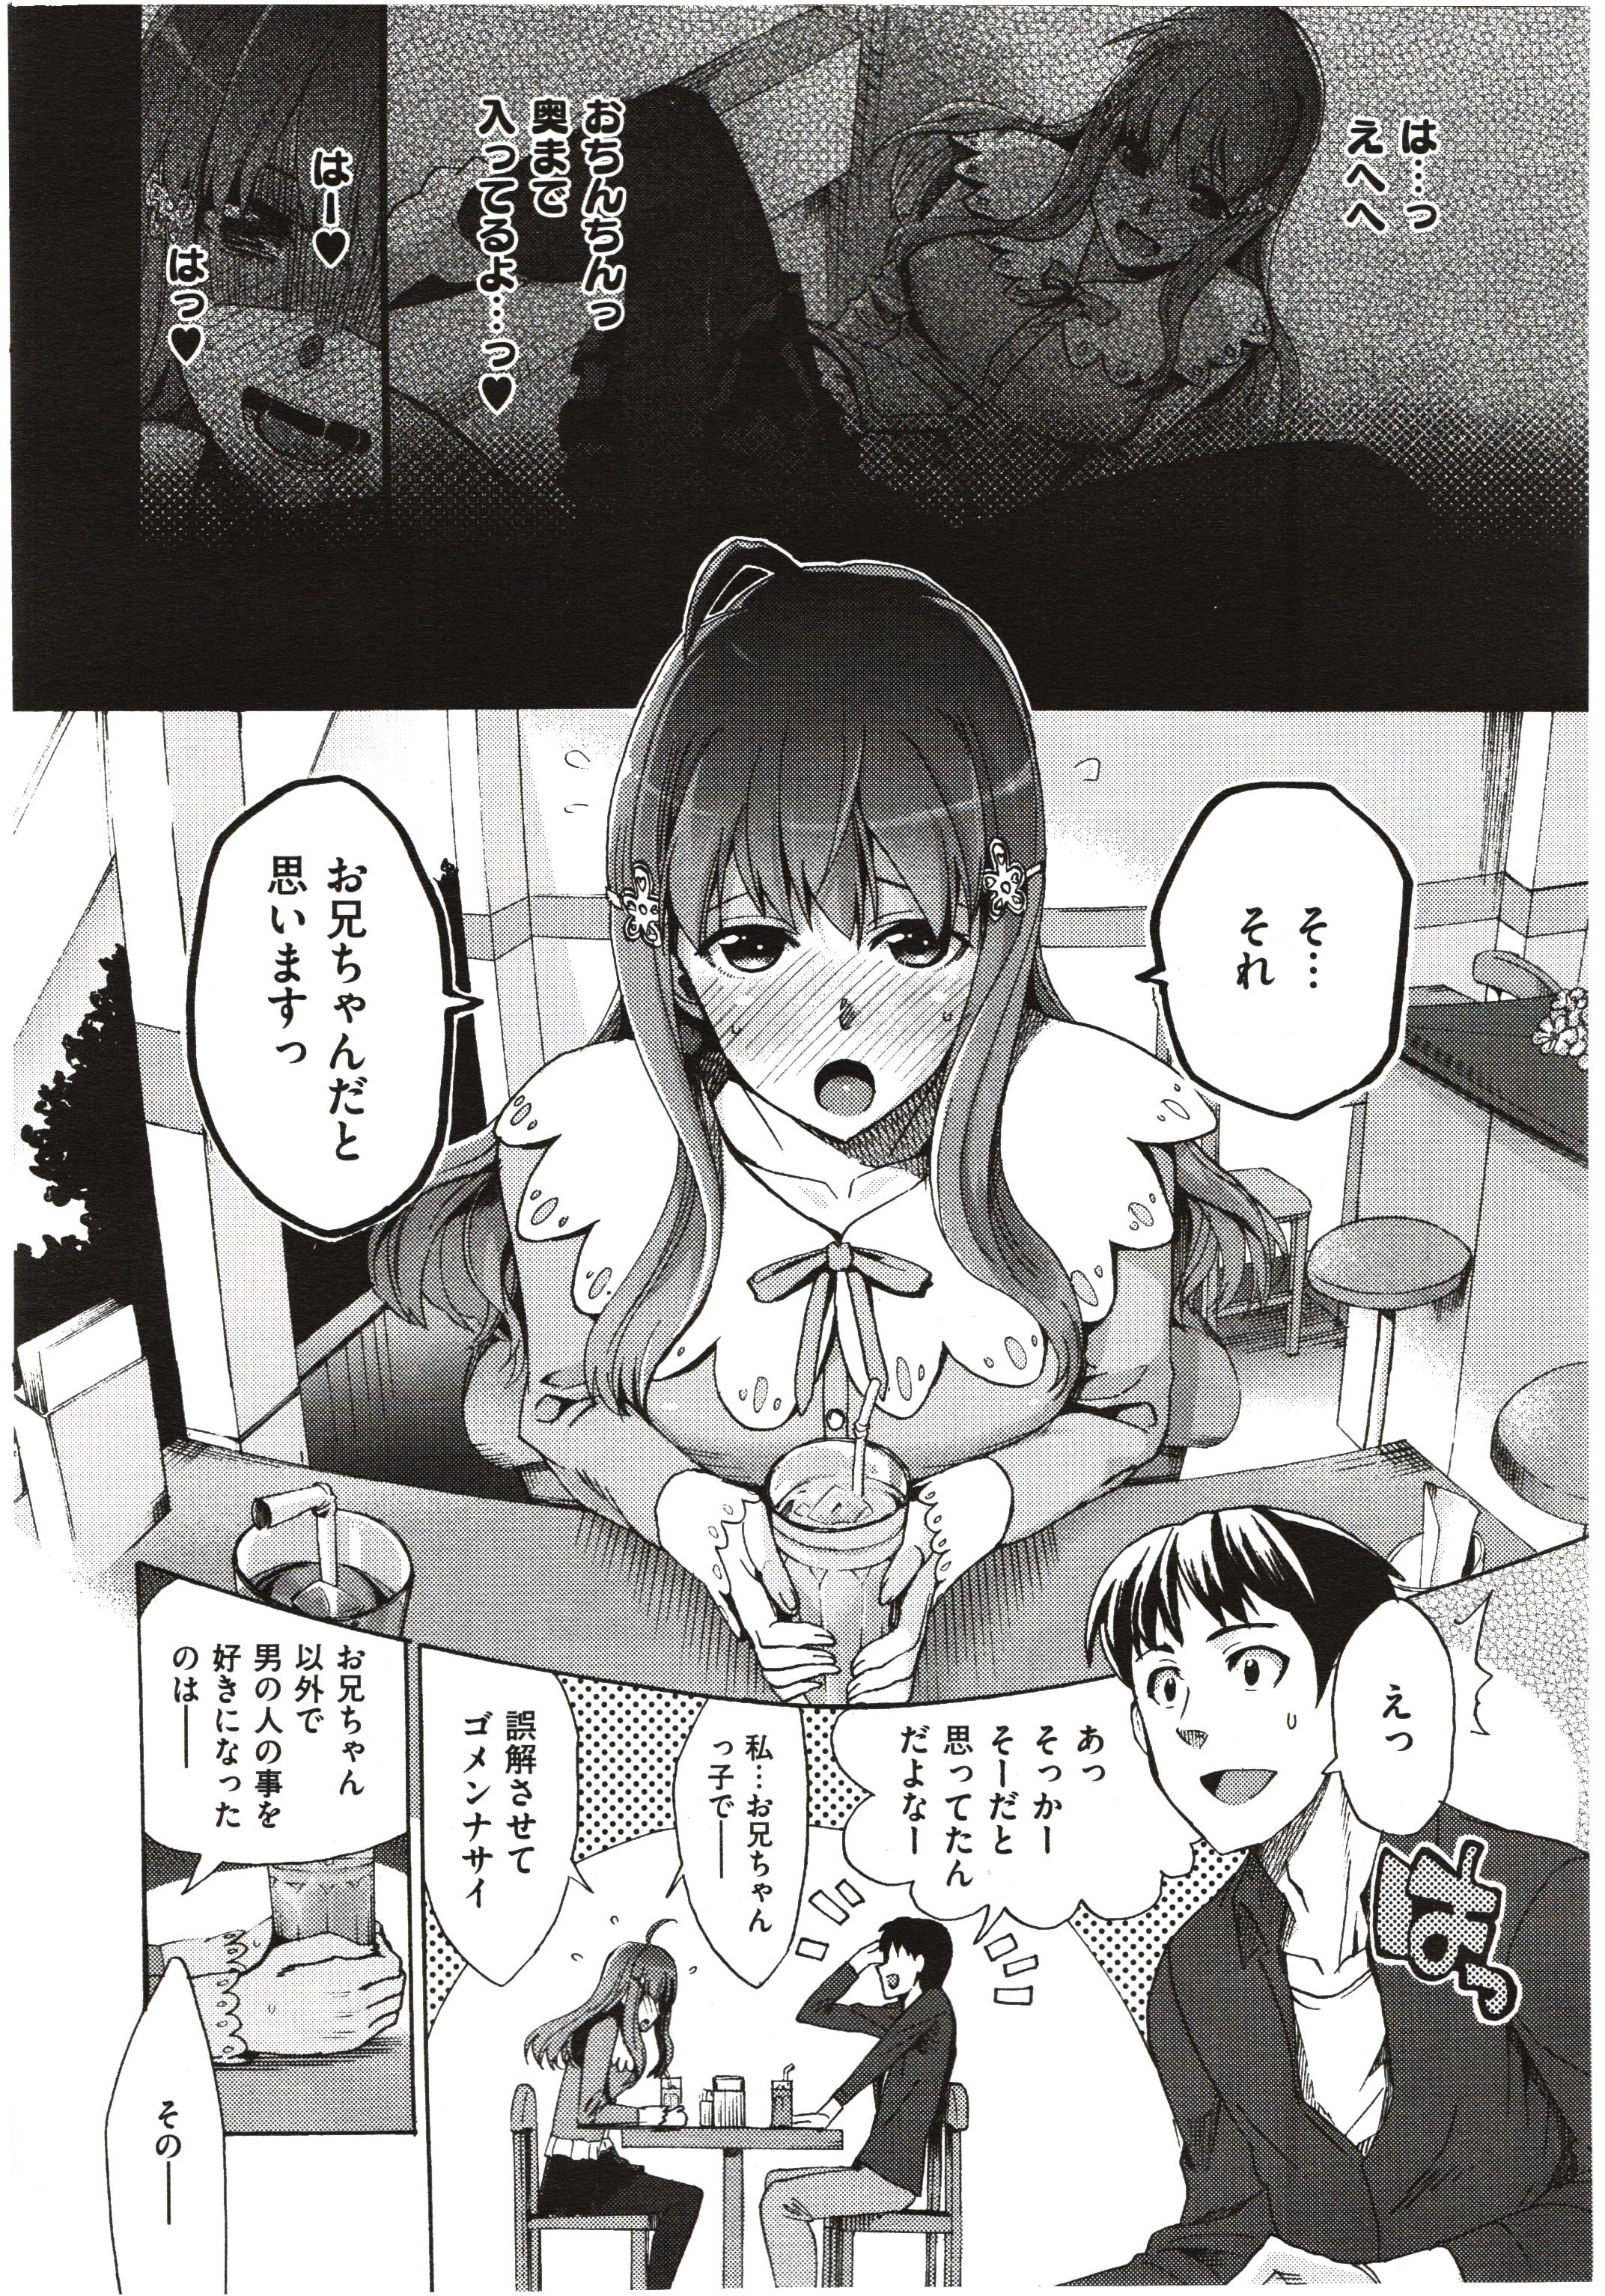 は…っ
えへへ
おちんちんっ
奥まで
入ってるよ…っ♥
はー♥
はっ♥
そ…
それ
お兄ちゃんだと
思いますっ
えっ
はっ
あっ
そっかー
そーだと
思ってたん
だよなー
私…お兄ちゃん
っ子で――
誤解させて
ゴメンナサイ
お兄ちゃん
以外で
男の人の事を
好きになった
のは――
その――